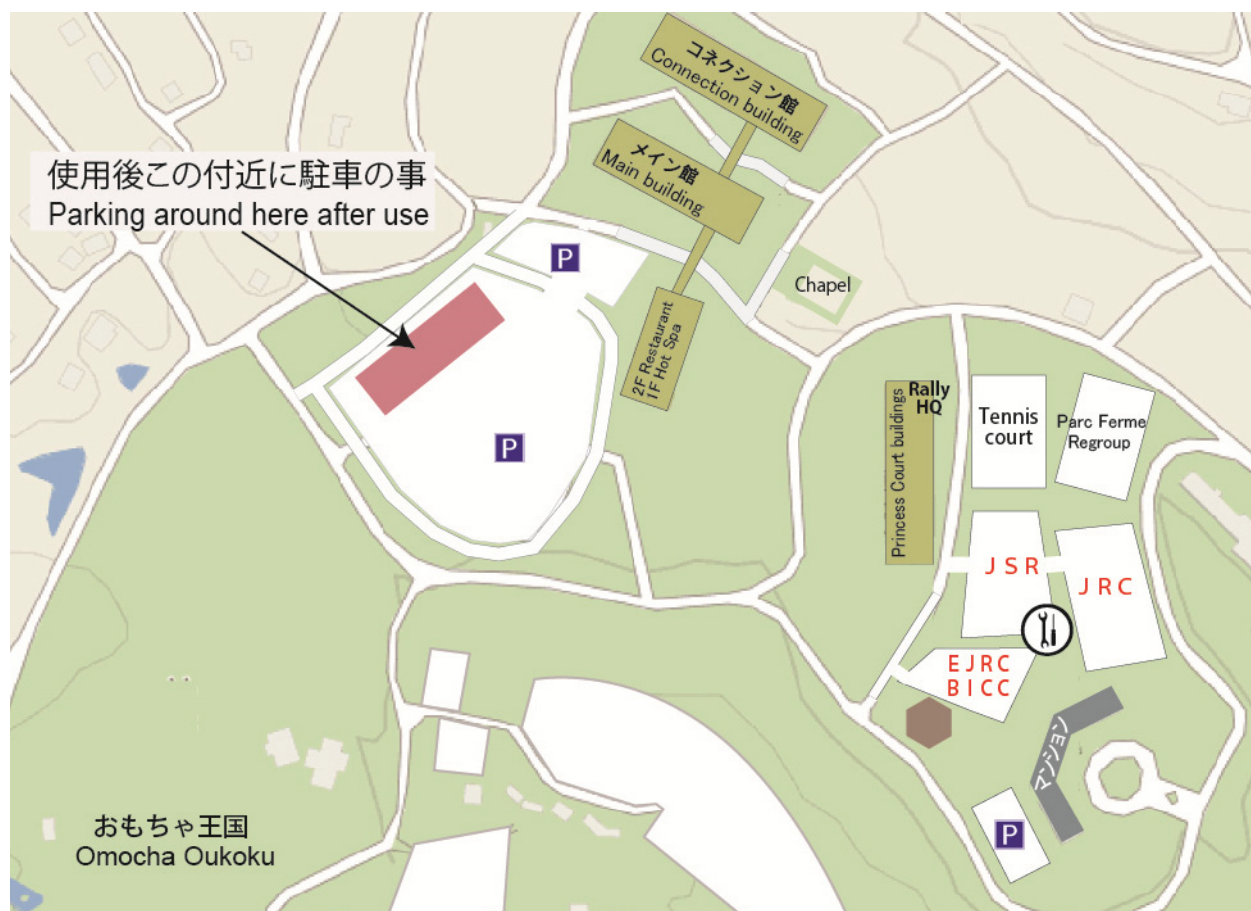 コネクション館
Connection building
メイン館
Main building
使用後この付近に駐車の事
Parking around here after use
P
Chapel
2F Restaurant
1F Hot Spa
P
Princess Court buildings
Rally
HQ
Tennis
court
Parc Ferme
Regroup
JSR
JRC
EJRC
BICC
マンション
P
おもちゃ王国
Omocha Oukoku